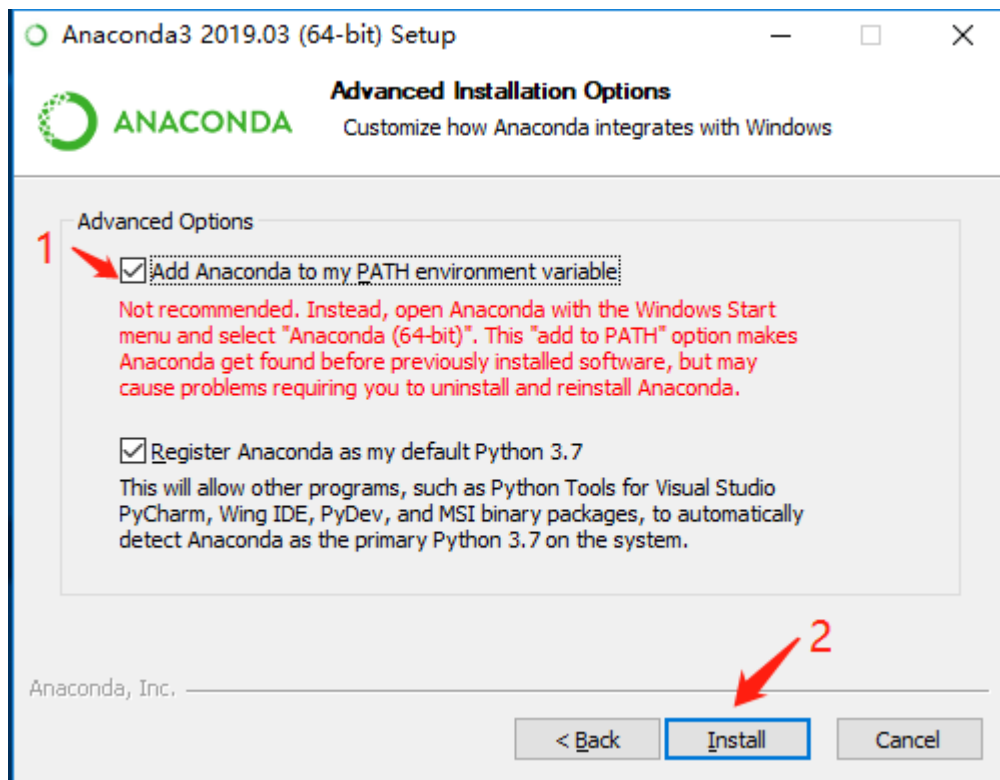 Anaconda3 2019.03 (64-bit) Setup
ANACONDA
Advanced Installation Options
Customize how Anaconda integrates with Windows
Advanced Options
1
Add Anaconda to my PATH environment variable
Not recommended. Instead, open Anaconda with the Windows Start
menu and select "Anaconda (64-bit)". This "add to PATH" option makes
Anaconda get found before previously installed software, but may
cause problems requiring you to uninstall and reinstall Anaconda.
Register Anaconda as my default Python 3.7
This will allow other programs, such as Python Tools for Visual Studio
PyCharm, Wing IDE, PyDev, and MSI binary packages, to automatically
detect Anaconda as the primary Python 3.7 on the system.
2
Anaconda, Inc.
< Back
Install
Cancel